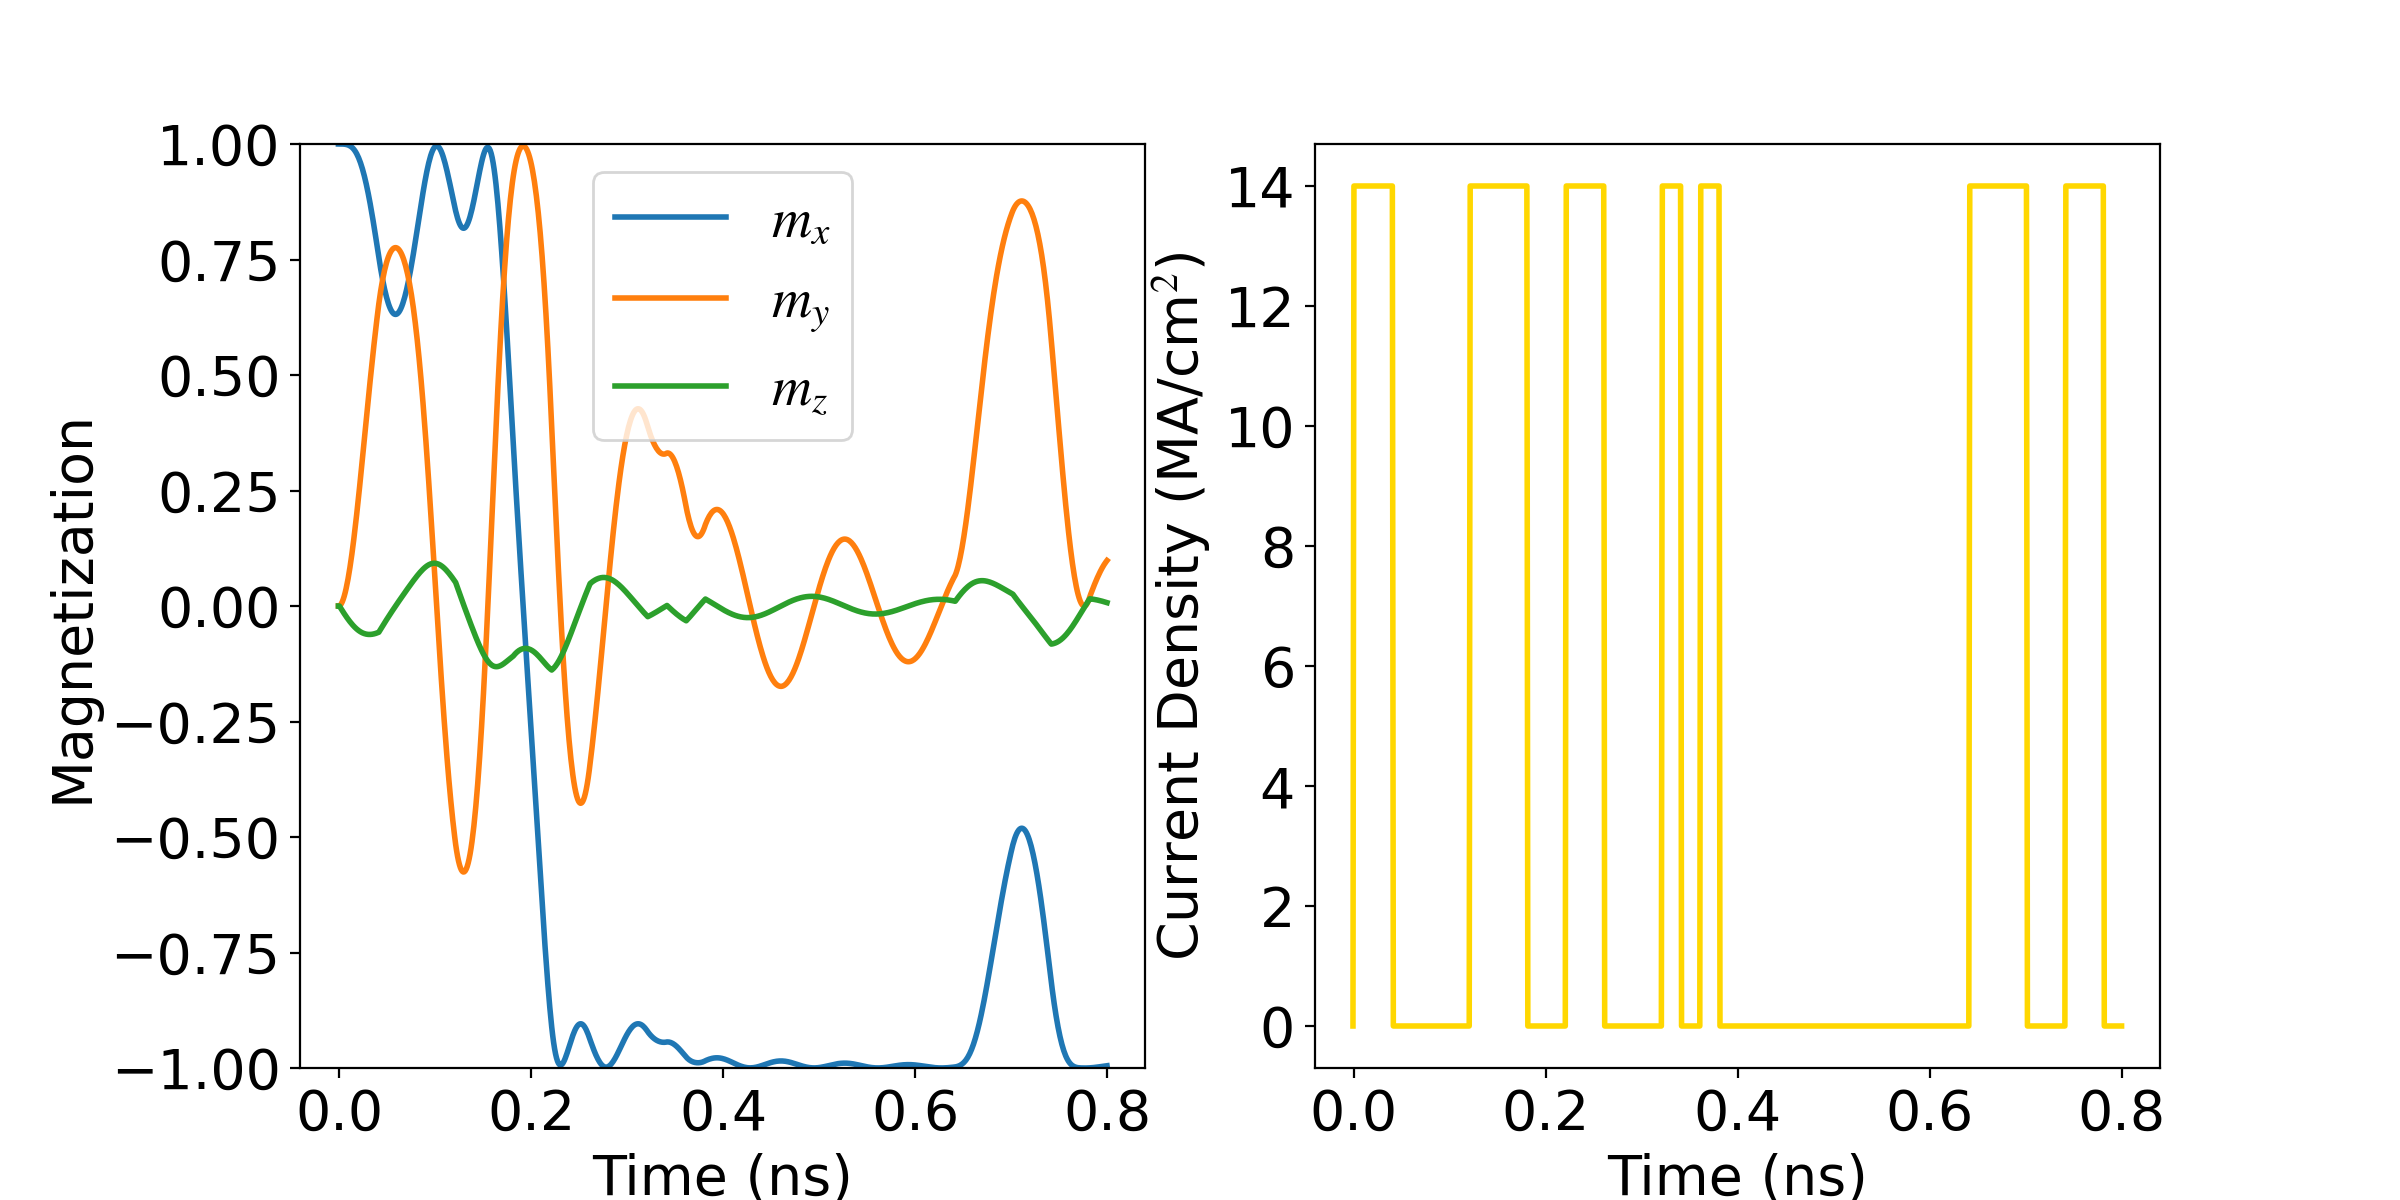 Magnetization
1.00
0.75
0.50
0.25
0.00
−0.25
−0.50
−0.75
−1.00
0.0 0.2 0.4 0.6 0.8
Time (ns)
m_x
m_y
m_z
Current Density (MA/cm²)
14
12
10
8
6
4
2
0
0.0 0.2 0.4 0.6 0.8
Time (ns)